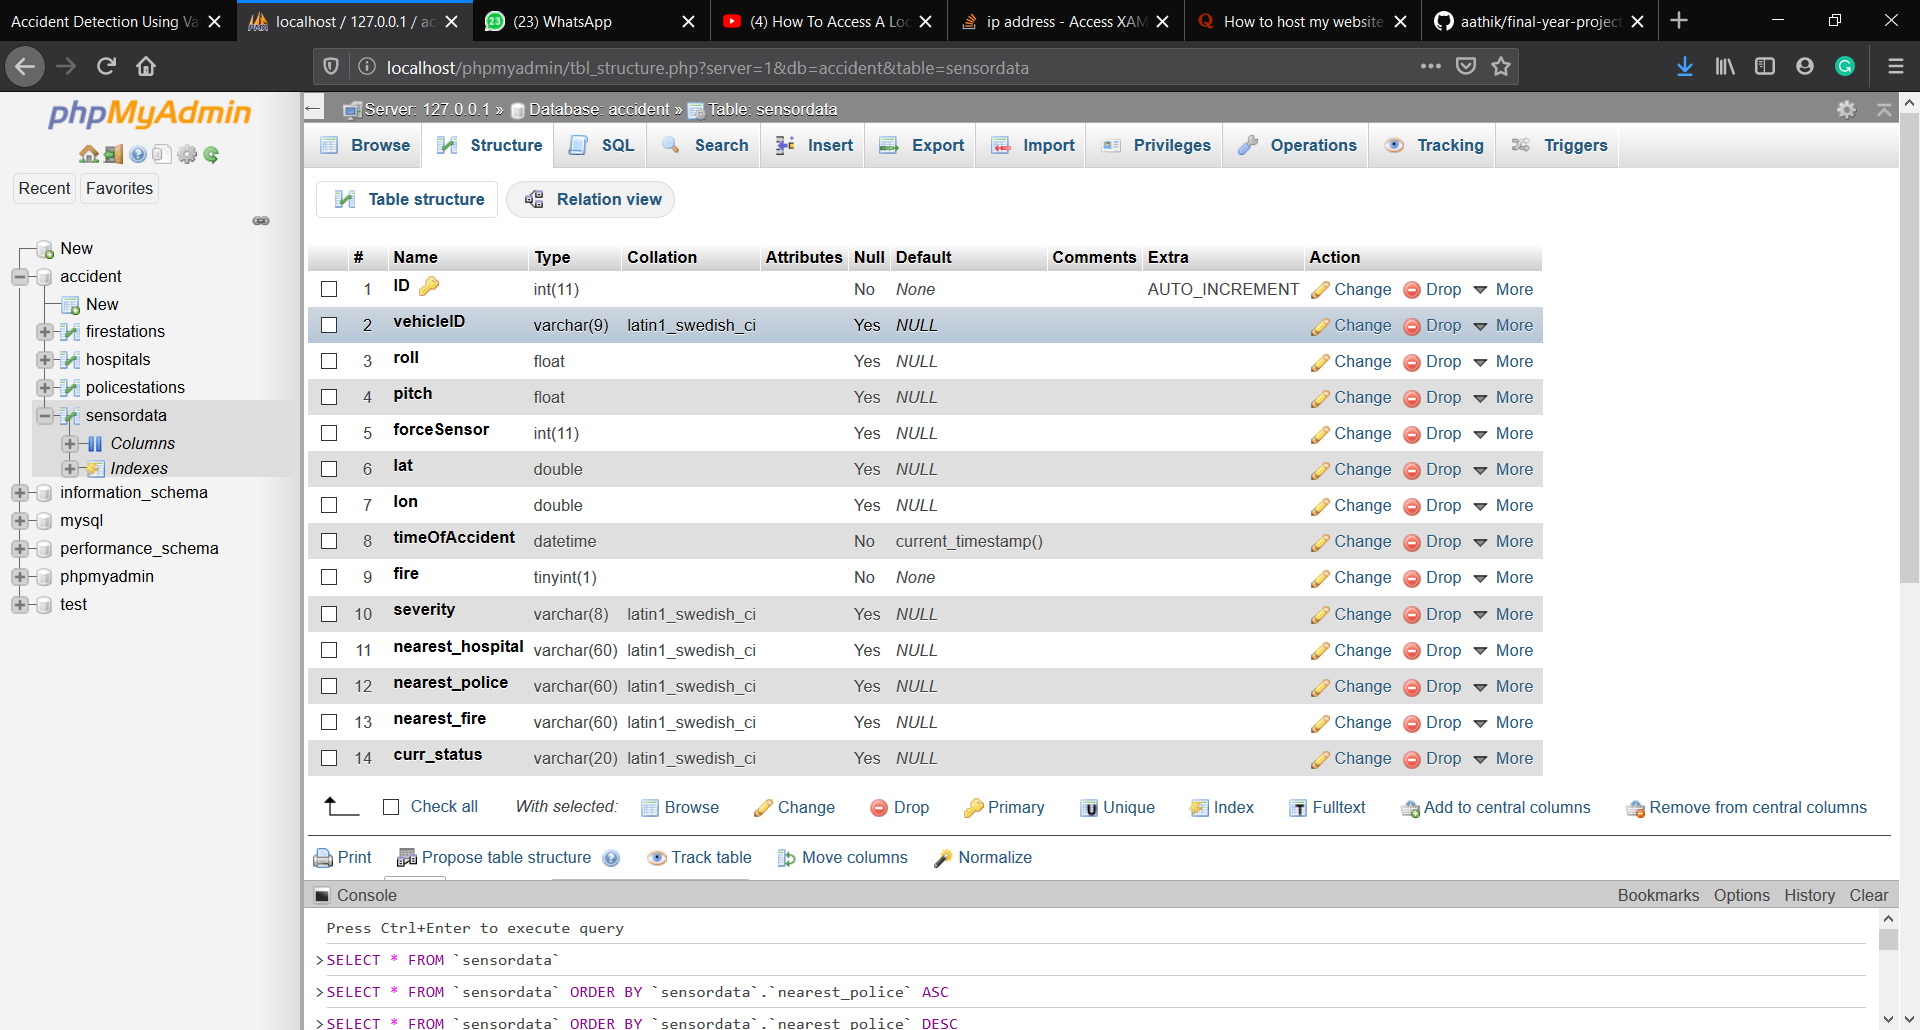 Accident Detection Using Va
localhost / 127.0.0.1 / ac
(23) WhatsApp
(4) How To Access A Loc
ip address - Access XAM
How to host my website
aathik/final-year-project
localhost/phpmyadmin/tbl_structure.php?server=1&db=accident&table=sensordata
phpMyAdmin
Recent Favorites
New
accident
New
firestations
hospitals
policestations
sensordata
Columns
Indexes
information_schema
mysql
performance_schema
phpmyadmin
test
Server: 127.0.0.1 » Database: accident » Table: sensordata
Browse Structure SQL Search Insert Export Import Privileges Operations Tracking Triggers
Table structure Relation view
# Name Type Collation Attributes Null Default Comments Extra Action
1 ID int(11) No None AUTO_INCREMENT Change Drop More
2 vehicleID varchar(9) latin1_swedish_ci Yes NULL Change Drop More
3 roll float Yes NULL Change Drop More
4 pitch float Yes NULL Change Drop More
5 forceSensor int(11) Yes NULL Change Drop More
6 lat double Yes NULL Change Drop More
7 lon double Yes NULL Change Drop More
8 timeOfAccident datetime No current_timestamp() Change Drop More
9 fire tinyint(1) No None Change Drop More
10 severity varchar(8) latin1_swedish_ci Yes NULL Change Drop More
11 nearest_hospital varchar(60) latin1_swedish_ci Yes NULL Change Drop More
12 nearest_police varchar(60) latin1_swedish_ci Yes NULL Change Drop More
13 nearest_fire varchar(60) latin1_swedish_ci Yes NULL Change Drop More
14 curr_status varchar(20) latin1_swedish_ci Yes NULL Change Drop More
Check all With selected: Browse Change Drop Primary Unique Index Fulltext Add to central columns Remove from central columns
Print Propose table structure Track table Move columns Normalize
Console Bookmarks Options History Clear
Press Ctrl+Enter to execute query
>SELECT * FROM `sensordata`
>SELECT * FROM `sensordata` ORDER BY `sensordata`.`nearest_police` ASC
>SELECT * FROM `sensordata` ORDER BY `sensordata`.`nearest_police` DESC